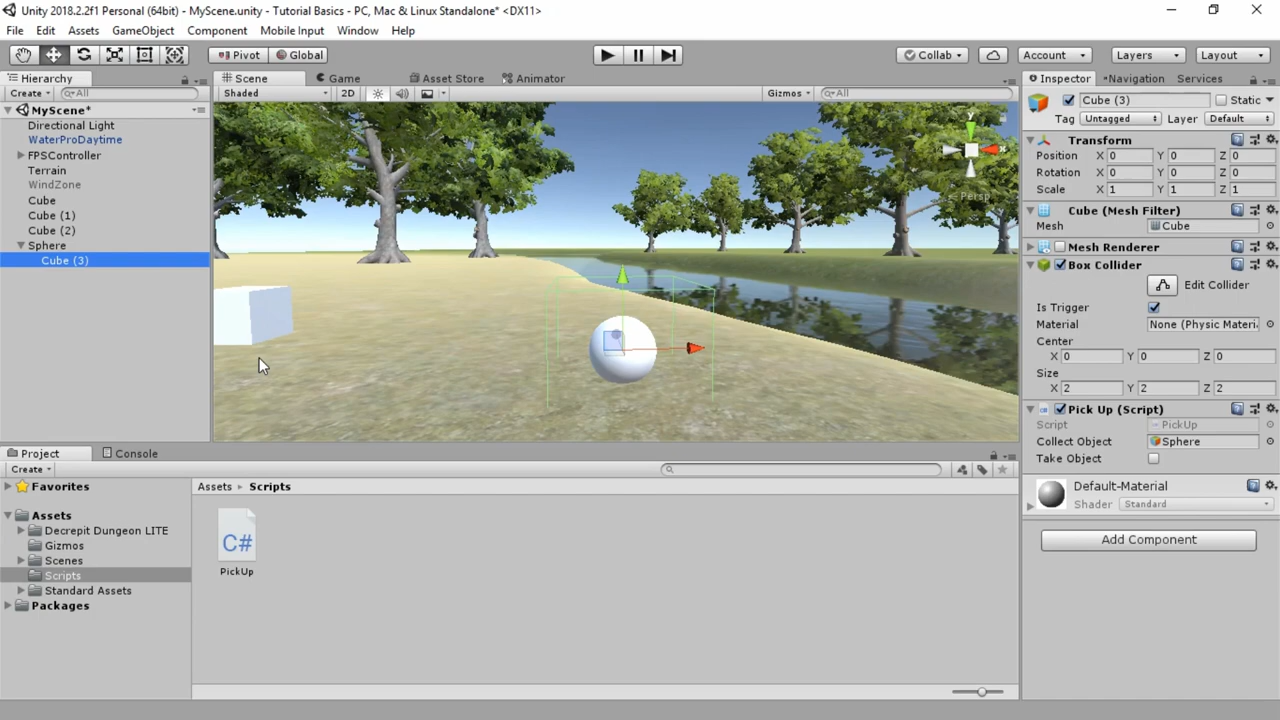 Unity 2018.2.2f1 Personal (64bit) - MyScene.unity - Tutorial Basics - PC, Mac & Linux Standalone* <DX11>
File Edit Assets GameObject Component Mobile Input Window Help
Pivot Global Collab Account Layers Layout
Hierarchy Scene Game Asset Store Animator Inspector Navigation Services
Create All Shaded 2D Gizmos All Cube (3) Static
MyScene*
Tag Untagged Layer Default
Directional Light
WaterProDaytime
FPSController
Terrain
WindZone
Cube
Cube (1)
Cube (2)
Sphere
Cube (3)
y
x
Persp
Transform
Position X 0 Y 0 Z 0
Rotation X 0 Y 0 Z 0
Scale X 1 Y 1 Z 1
Cube (Mesh Filter)
Mesh Cube
Mesh Renderer
Box Collider
Edit Collider
Is Trigger
Material None (Physic Materi
Center
X 0 Y 0 Z 0
Size
X 2 Y 2 Z 2
Pick Up (Script)
Script PickUp
Collect Object Sphere
Take Object
Default-Material
Shader Standard
Add Component
Project Console
Create
Favorites
Assets
Decrepit Dungeon LITE
Gizmos
Scenes
Scripts
Standard Assets
Packages
Assets Scripts
C#
PickUp